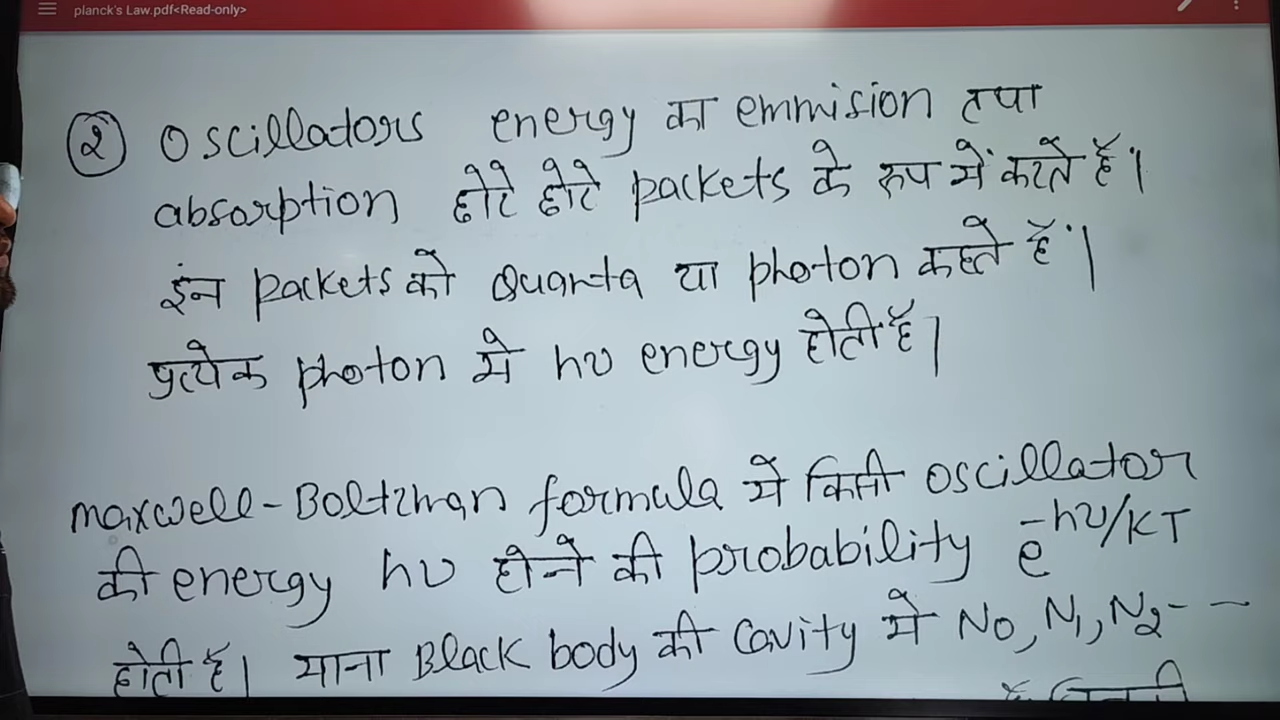 planck's Law.pdf<Read-only>
② Oscillators energy का emmision तथा
absorption छोटे छोटे packets के रूप में करते हैं।
इन packets को Quanta या photon कहते हैं।
प्रत्येक photon मे hν energy होती है।
maxwell-Boltzman formula मे किसी oscillator
की energy hν होने की probability e^-hν/KT
होती है। माना Black body की Cavity मे N0, N1, N2- -